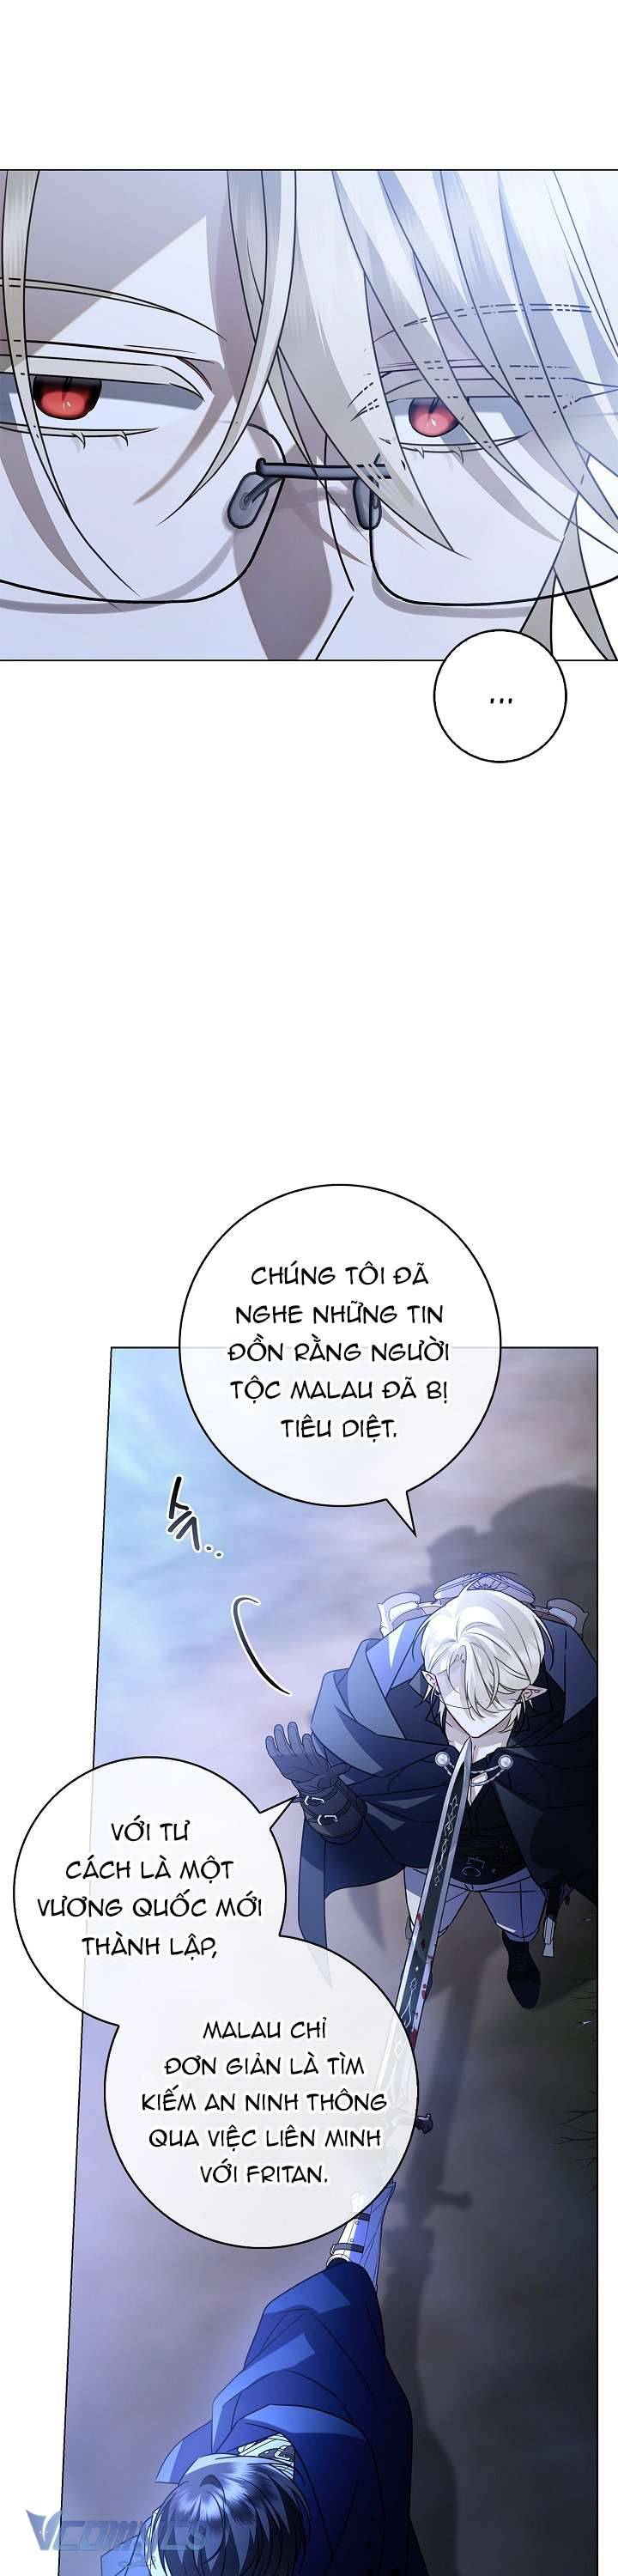 ...
CHÚNG TÔI ĐÃ
NGHE NHỮNG TIN
ĐỒN RẰNG NGƯỜI
TỘC MALAU ĐÃ BỊ
TIÊU DIỆT.
VỚI TƯ
CÁCH LÀ MỘT
VƯƠNG QUỐC MỚI
THÀNH LẬP,
MALAU CHỈ
ĐƠN GIẢN LÀ TÌM
KIẾM AN NINH THÔNG
QUA VIỆC LIÊN MINH
VỚI FRITAN.
VCOMYCS